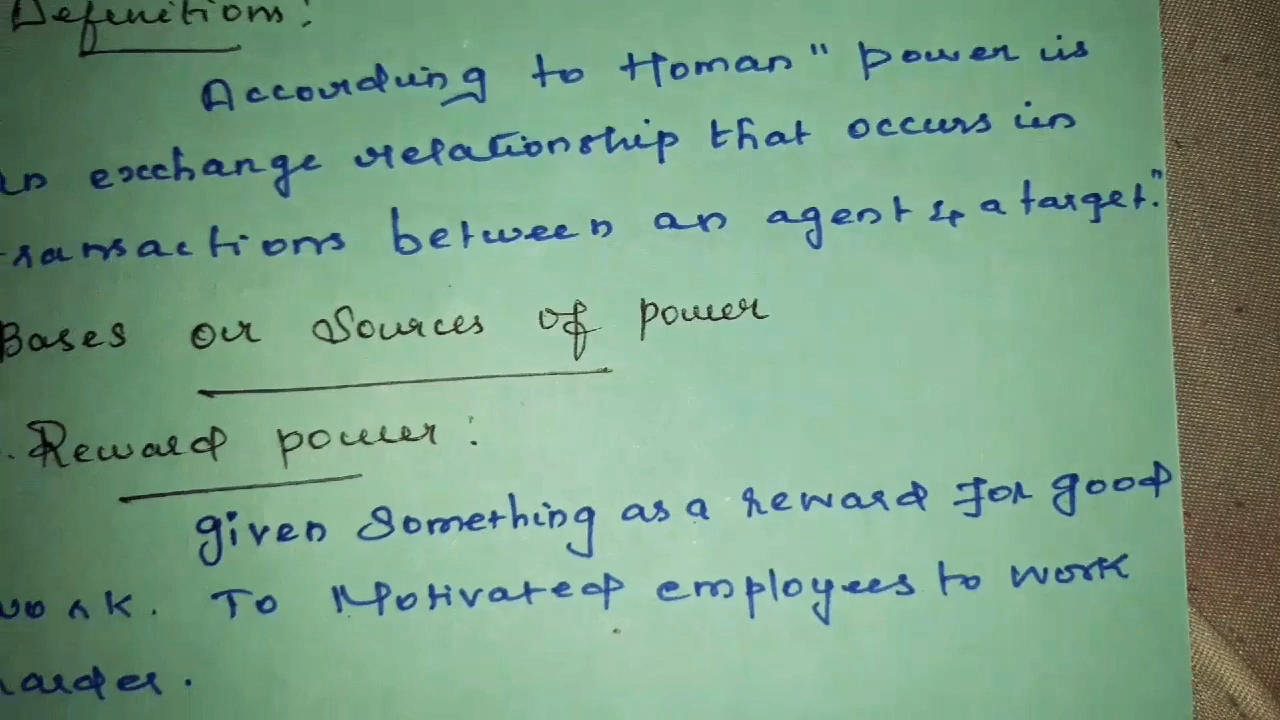 Definitions:
According to Homan " power is
an exchange relationship that occurs in
transactions between an agent & a target."
Bases or Sources of power
Reward power:
given something as a reward for good
work. To Motivated employees to work
harder.